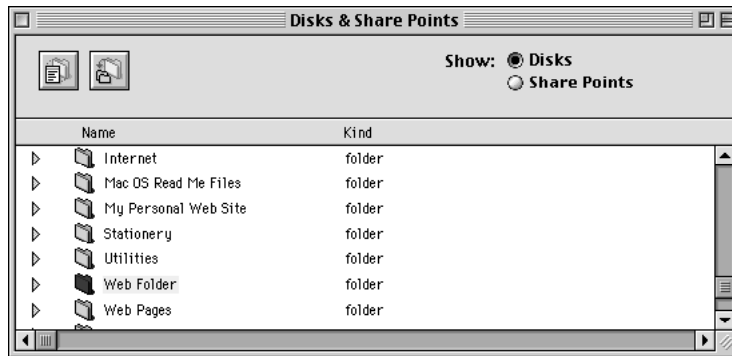 Disks & Share Points
Show: Disks
Share Points
Name Kind
Internet folder
Mac OS Read Me Files folder
My Personal Web Site folder
Stationery folder
Utilities folder
Web Folder folder
Web Pages folder